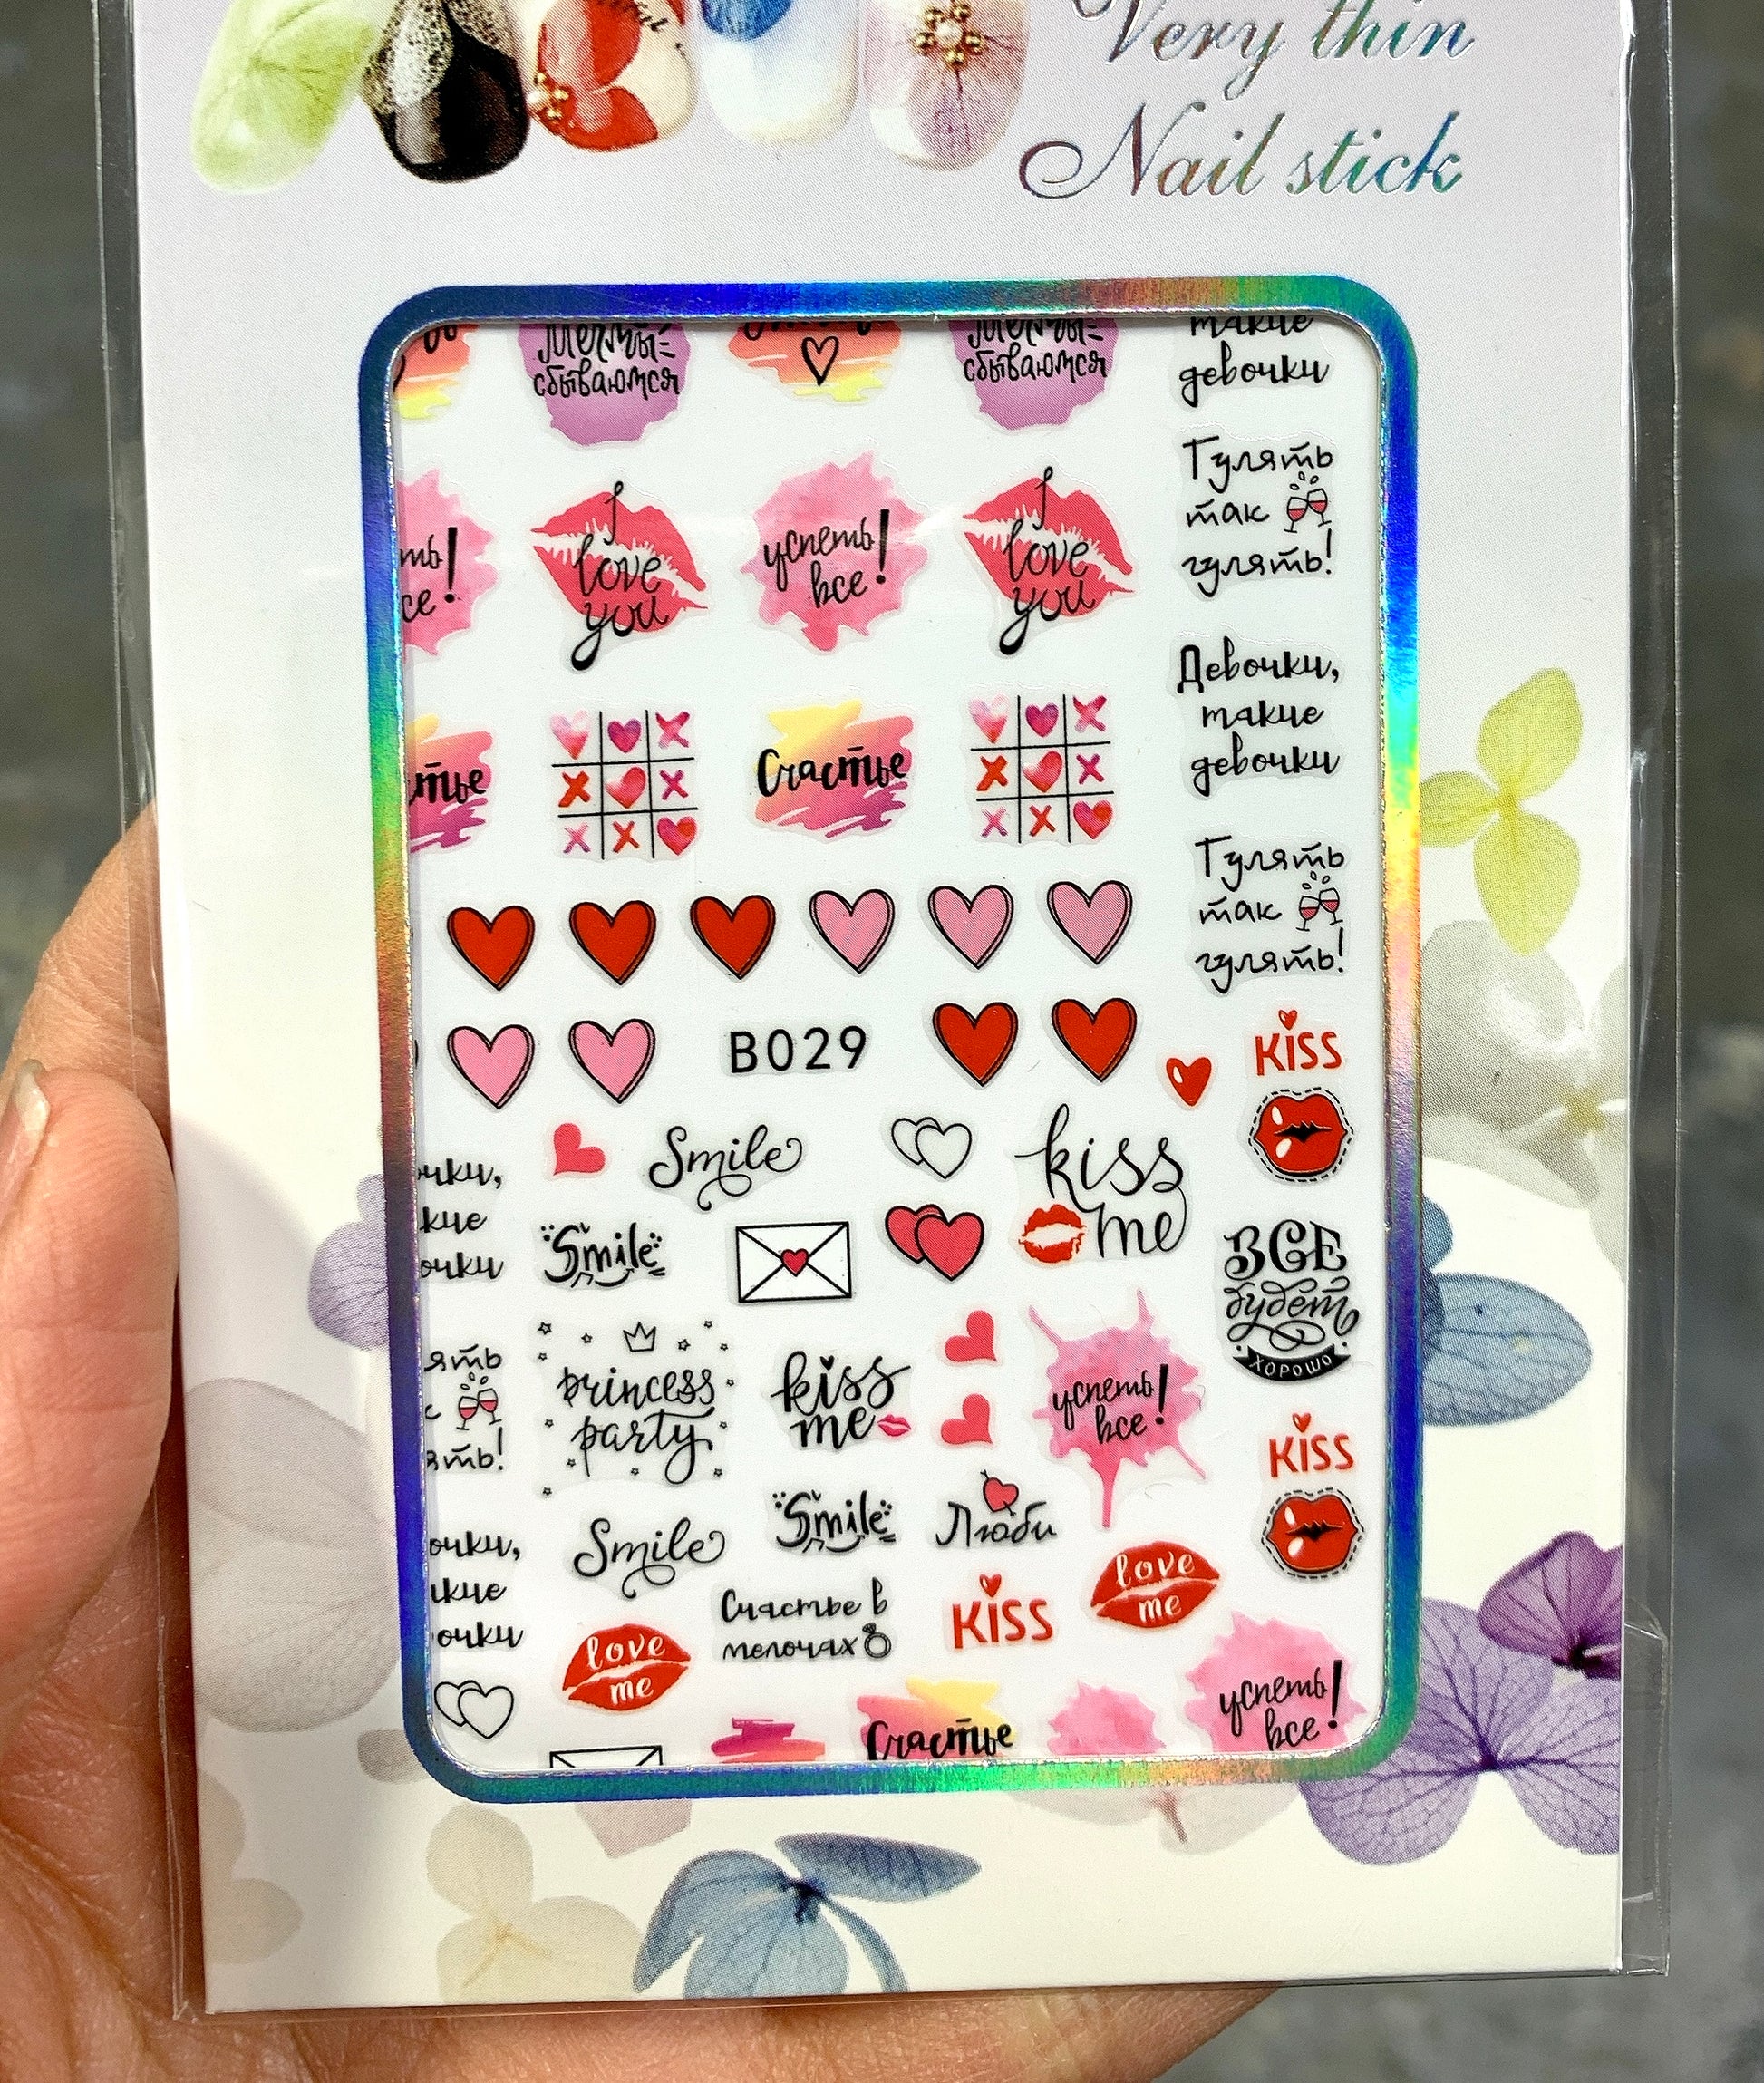 Very thin
Nail stick
Мечты
сбываются
Мечты
сбываются
такие
девочки
I
love
you
успеть
все!
I
love
you
Гулять
так
гулять!
Девочки,
такие
девочки
Счастье
Гулять
так
гулять!
B029
KISS
Smile
kiss
me
Smile
ВСЕ
будет
ХОРОШО
princess
party
kiss
me
успеть
все!
KISS
Smile
Smile
Люби
love
me
Счастье в
мелочах
KISS
love
me
Счастье
успеть
все!